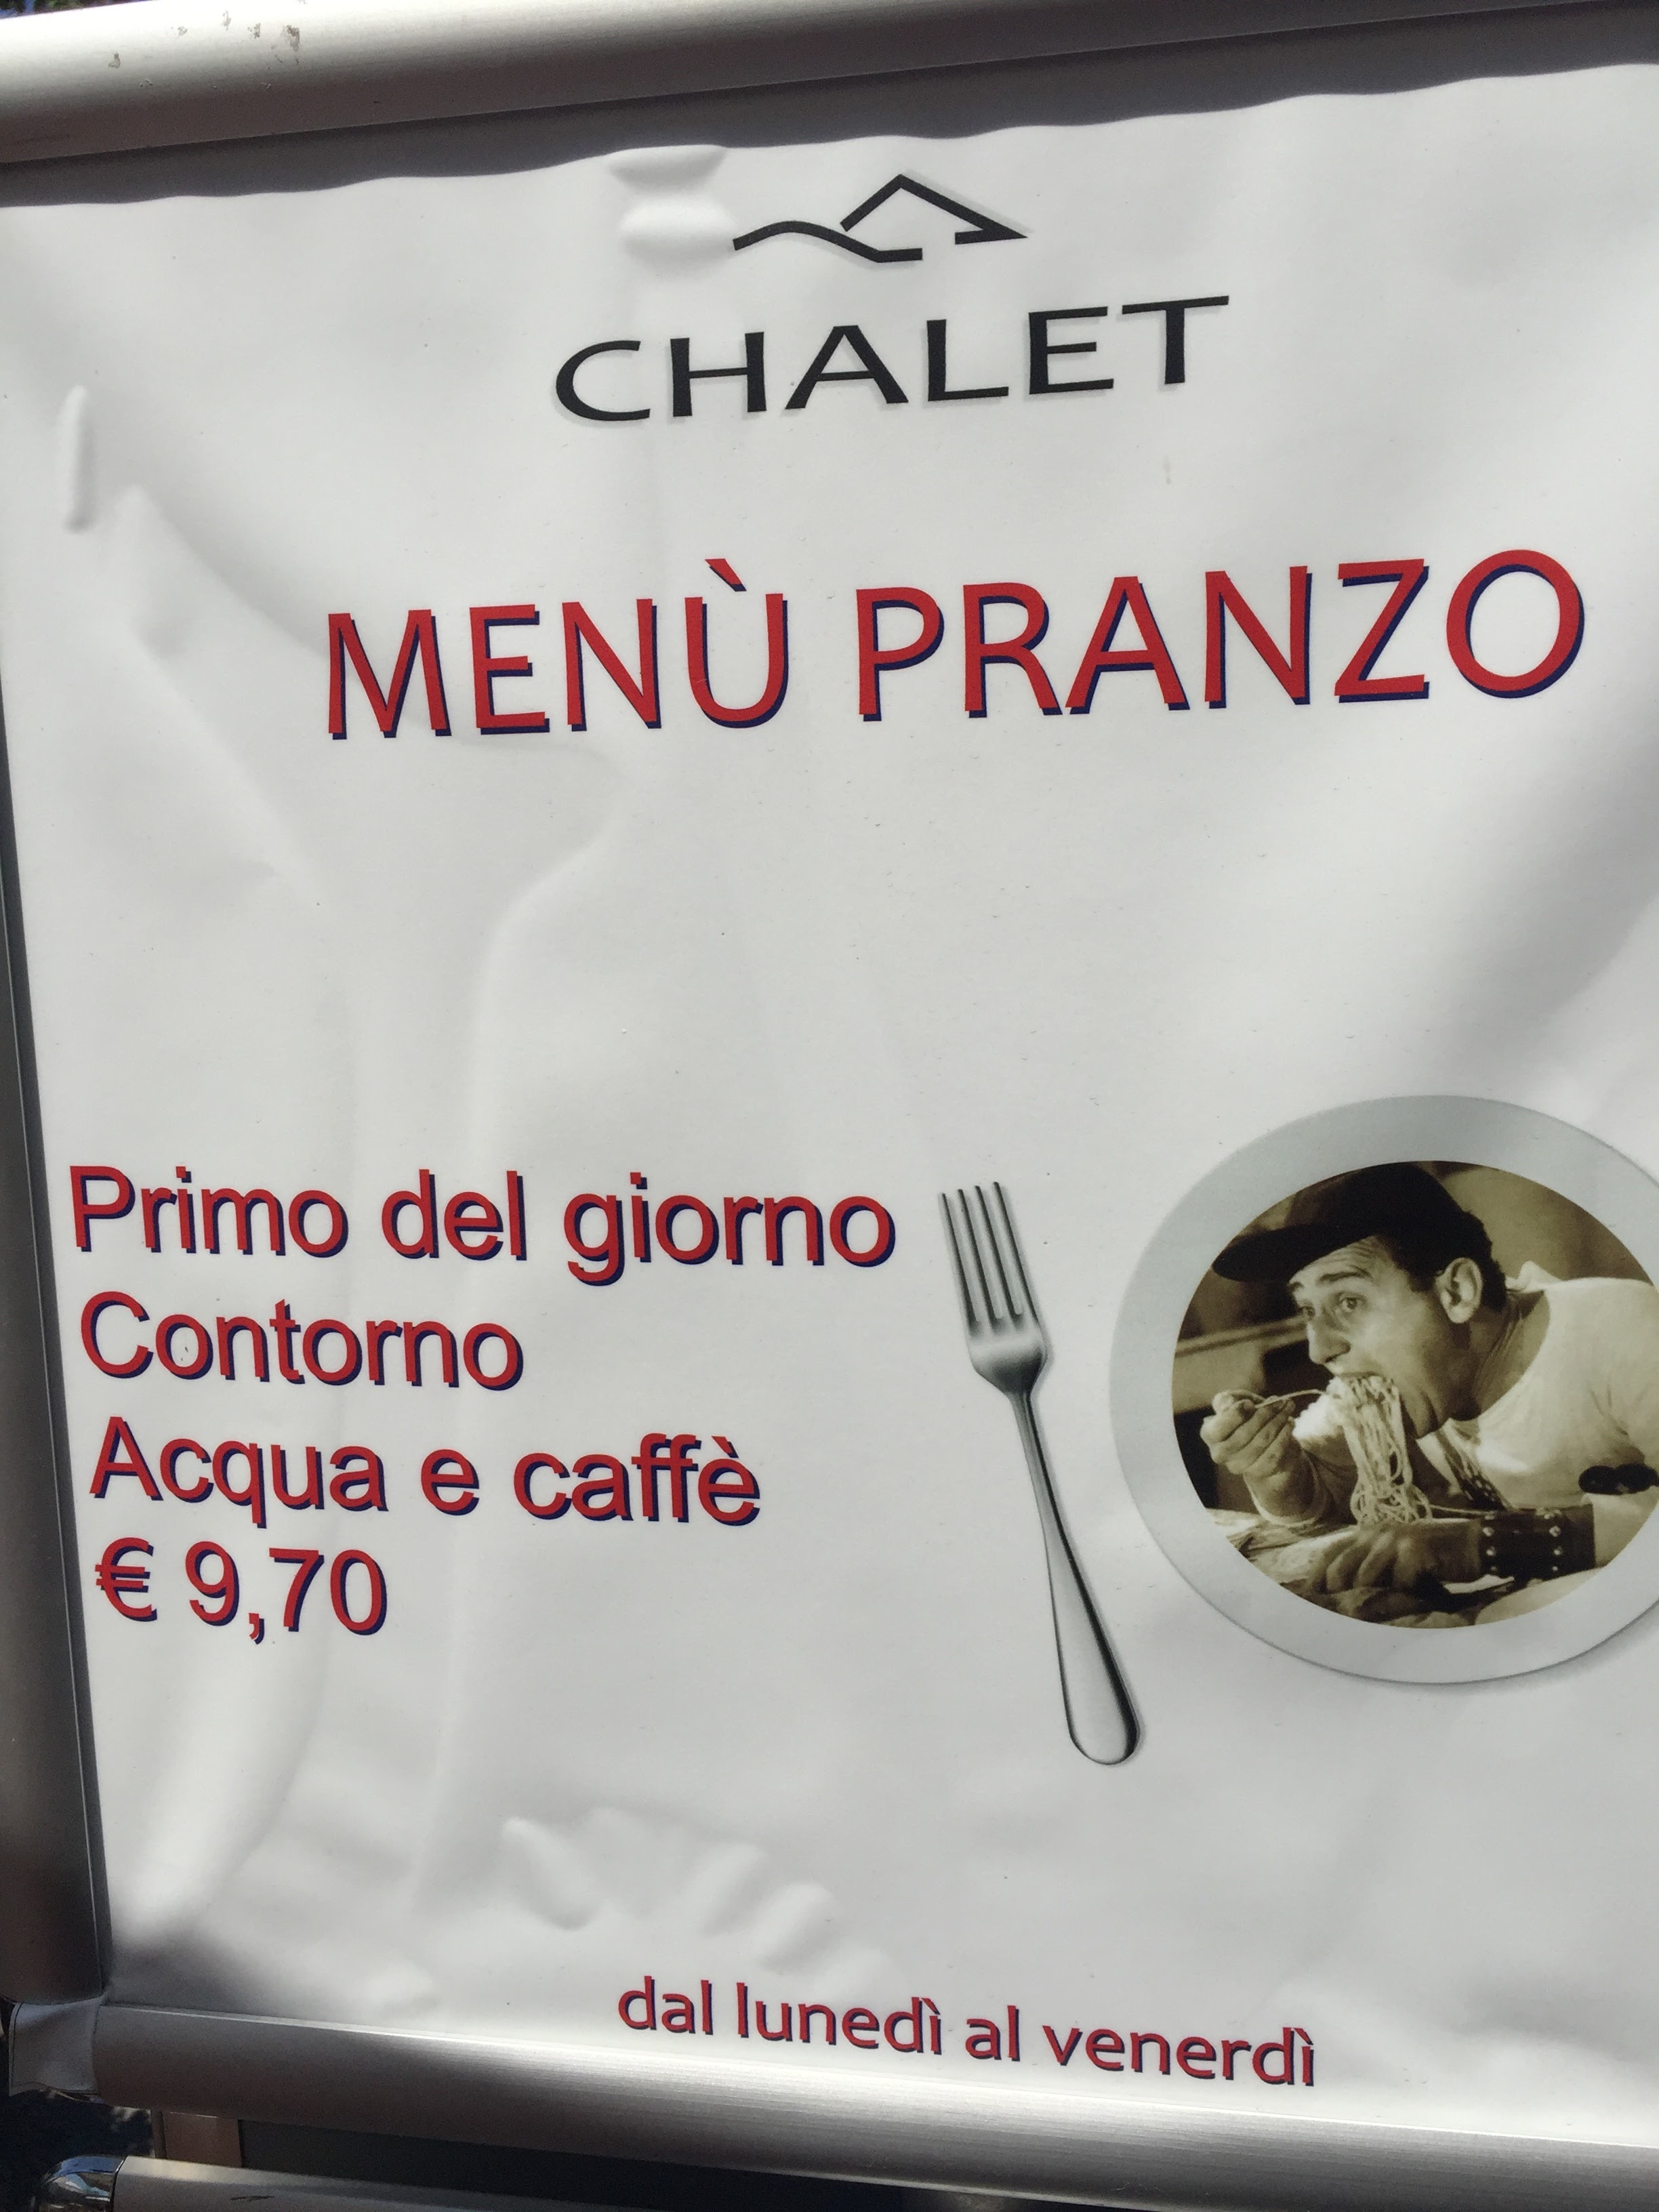 CHALET
MENÙ PRANZO
Primo del giorno
Contorno
Acqua e caffè
€ 9,70
dal lunedì al venerdì